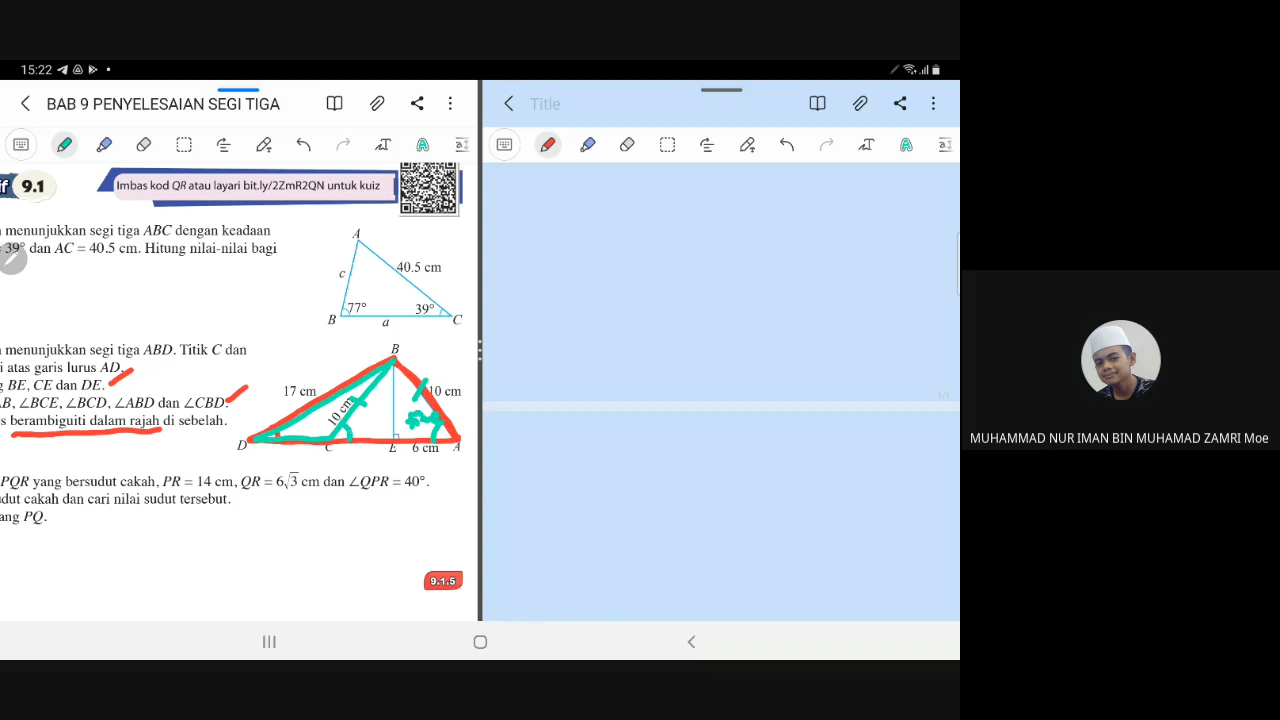 15:22
BAB 9 PENYELESAIAN SEGI TIGA
Title
if 9.1
Imbas kod QR atau layari bit.ly/2ZmR2QN untuk kuiz
menunjukkan segi tiga ABC dengan keadaan
39° dan AC = 40.5 cm. Hitung nilai-nilai bagi
A
c
40.5 cm
77°
39°
B
a
C
menunjukkan segi tiga ABD. Titik C dan
i atas garis lurus AD.
g BE, CE dan DE.
AB, ∠BCE, ∠BCD, ∠ABD dan ∠CBD.
s berambiguiti dalam rajah di sebelah.
B
17 cm
10 cm
10 cm
D
C
E
6 cm
A
PQR yang bersudut cakah, PR = 14 cm, QR = 6√3 cm dan ∠QPR = 40°.
udut cakah dan cari nilai sudut tersebut.
ang PQ.
9.1.5
1/1
MUHAMMAD NUR IMAN BIN MUHAMAD ZAMRI Moe